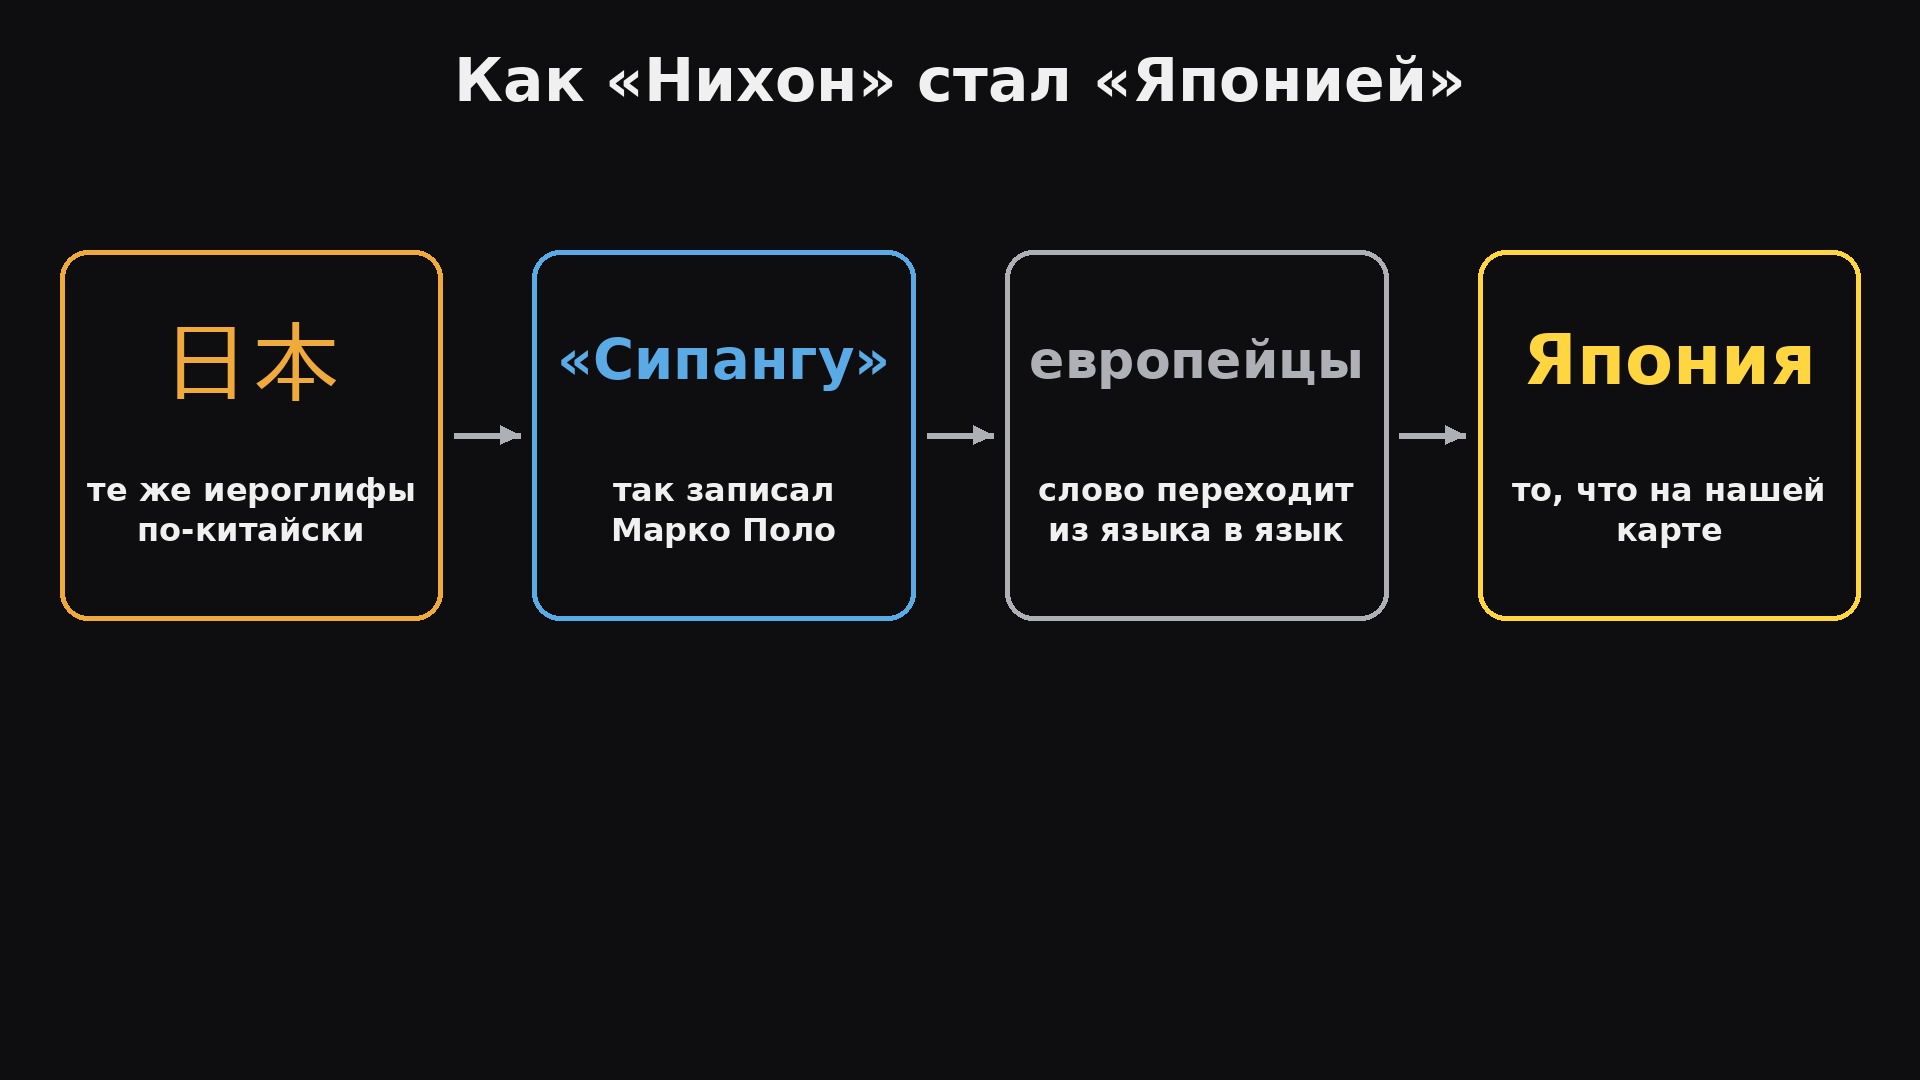 Как «Нихон» стал «Японией»
日本
те же иероглифы
по-китайски
«Сипангу»
так записал
Марко Поло
европейцы
слово переходит
из языка в язык
Япония
то, что на нашей
карте